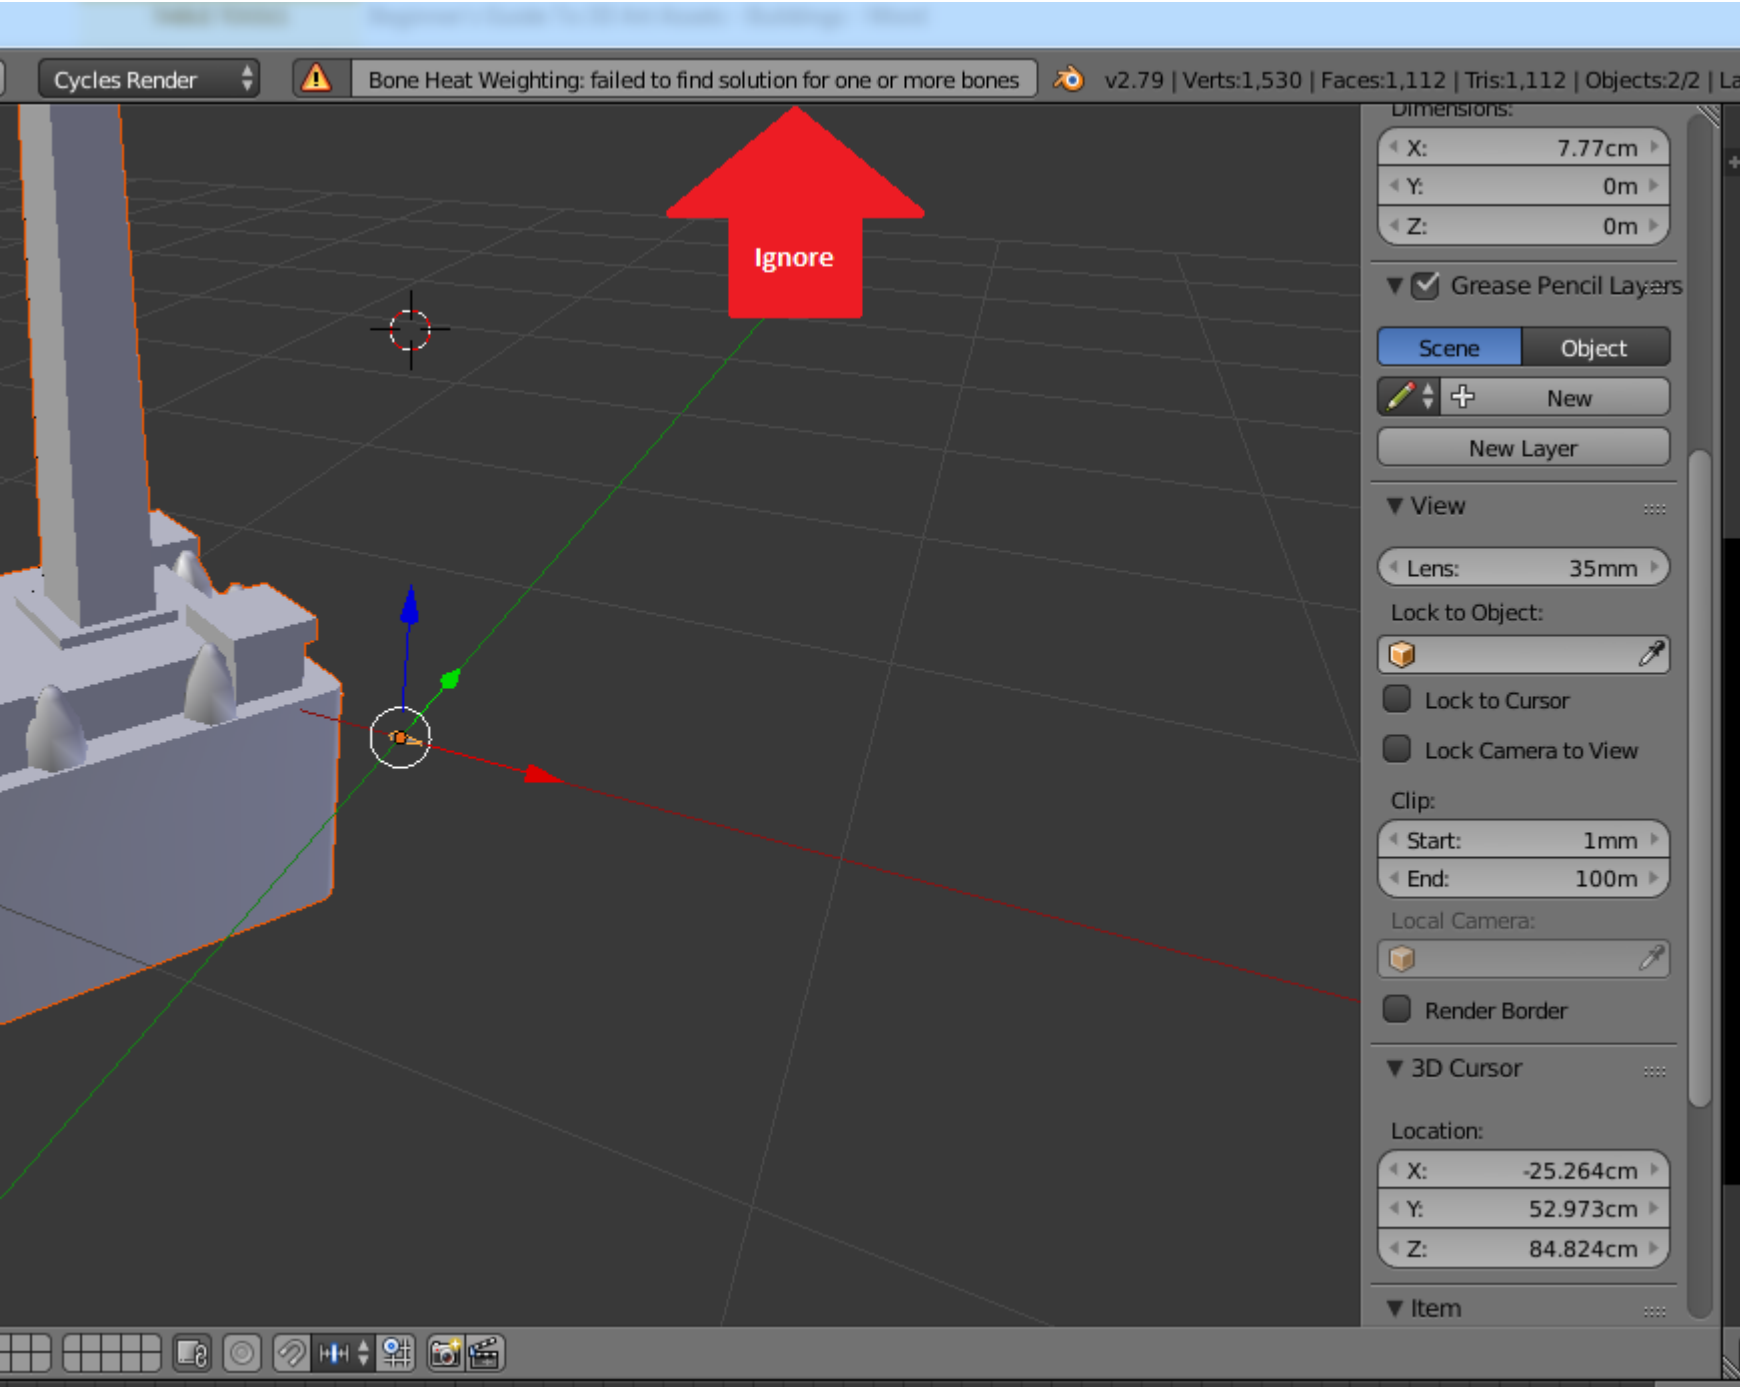 Cycles Render
Bone Heat Weighting: failed to find solution for one or more bones
v2.79 | Verts:1,530 | Faces:1,112 | Tris:1,112 | Objects:2/2 | La
Ignore
Dimensions:
X: 7.77cm
Y: 0m
Z: 0m
Grease Pencil Layers
Scene Object
New
New Layer
View
Lens: 35mm
Lock to Object:
Lock to Cursor
Lock Camera to View
Clip:
Start: 1mm
End: 100m
Local Camera:
Render Border
3D Cursor
Location:
X: -25.264cm
Y: 52.973cm
Z: 84.824cm
Item